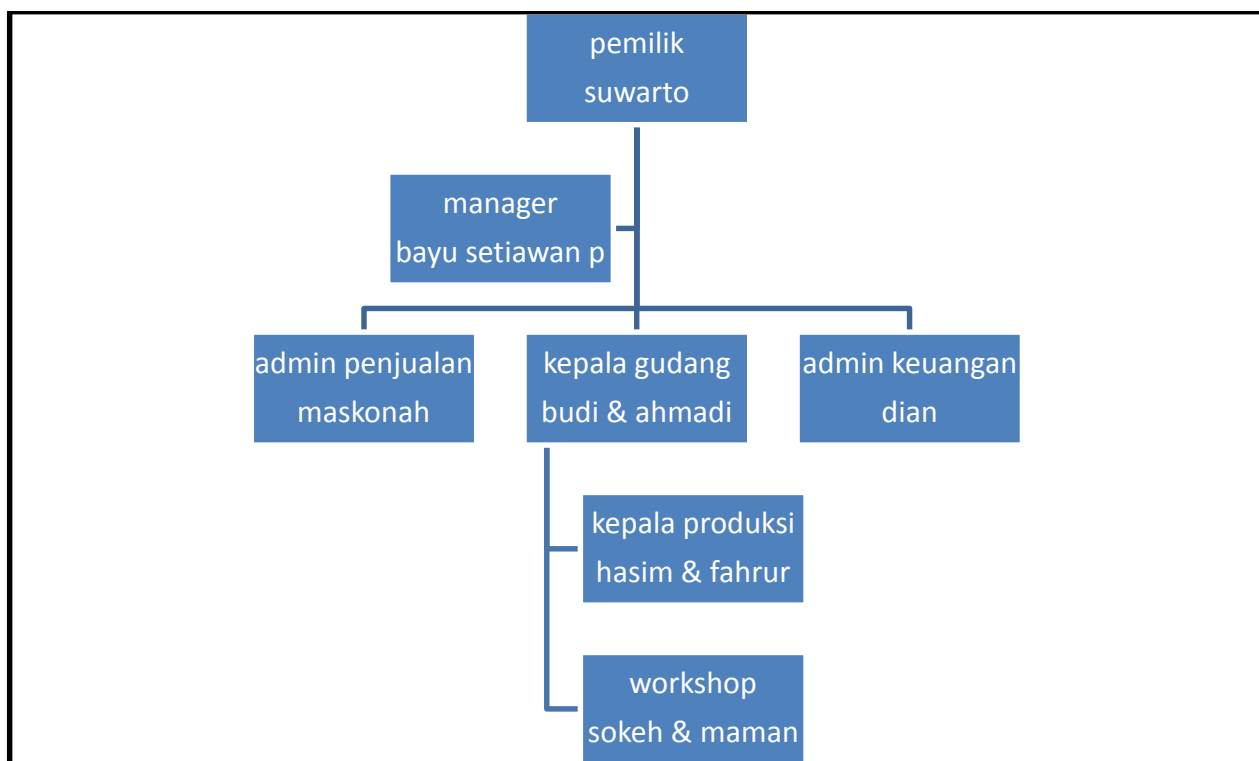 pemilik
suwarto
manager
bayu setiawan p
admin penjualan
maskonah
kepala gudang
budi & ahmadi
admin keuangan
dian
kepala produksi
hasim & fahrur
workshop
sokeh & maman